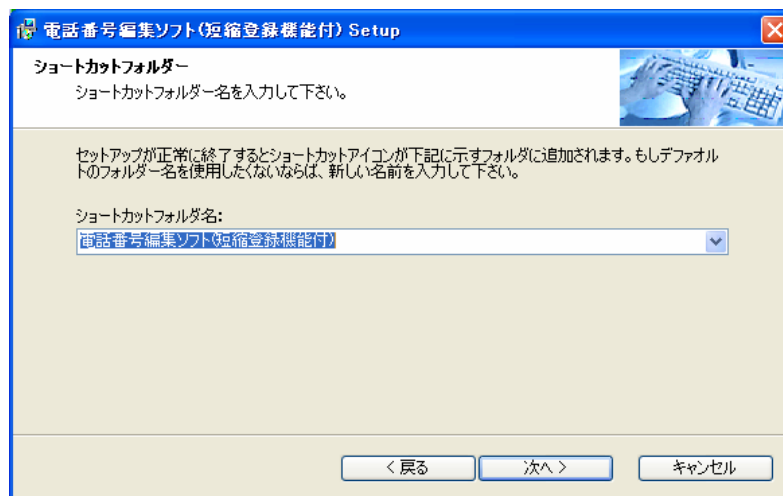 電話番号編集ソフト(短縮登録機能付) Setup
ショートカットフォルダー
ショートカットフォルダー名を入力して下さい。
セットアップが正常に終了するとショートカットアイコンが下記に示すフォルダに追加されます。もしデファオル
トのフォルダー名を使用したくないならば、新しい名前を入力して下さい。
ショートカットフォルダ名:
電話番号編集ソフト(短縮登録機能付)
< 戻る
次へ >
キャンセル